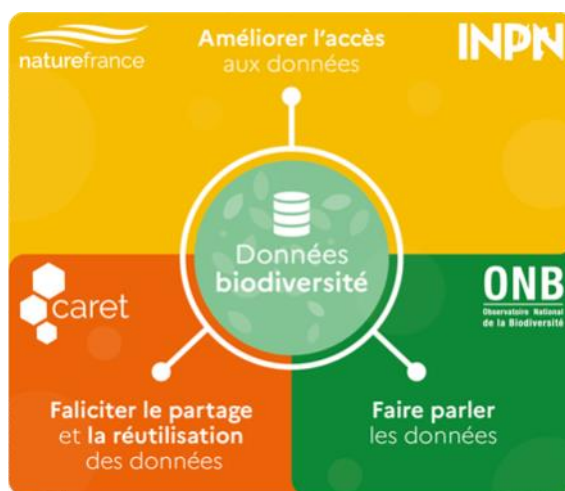 naturefrance
Améliorer l'accès
aux données
INPN
Données
biodiversité
caret
ONB
Observatoire National
de la Biodiversité
Faliciter le partage
et la réutilisation
des données
Faire parler
les données